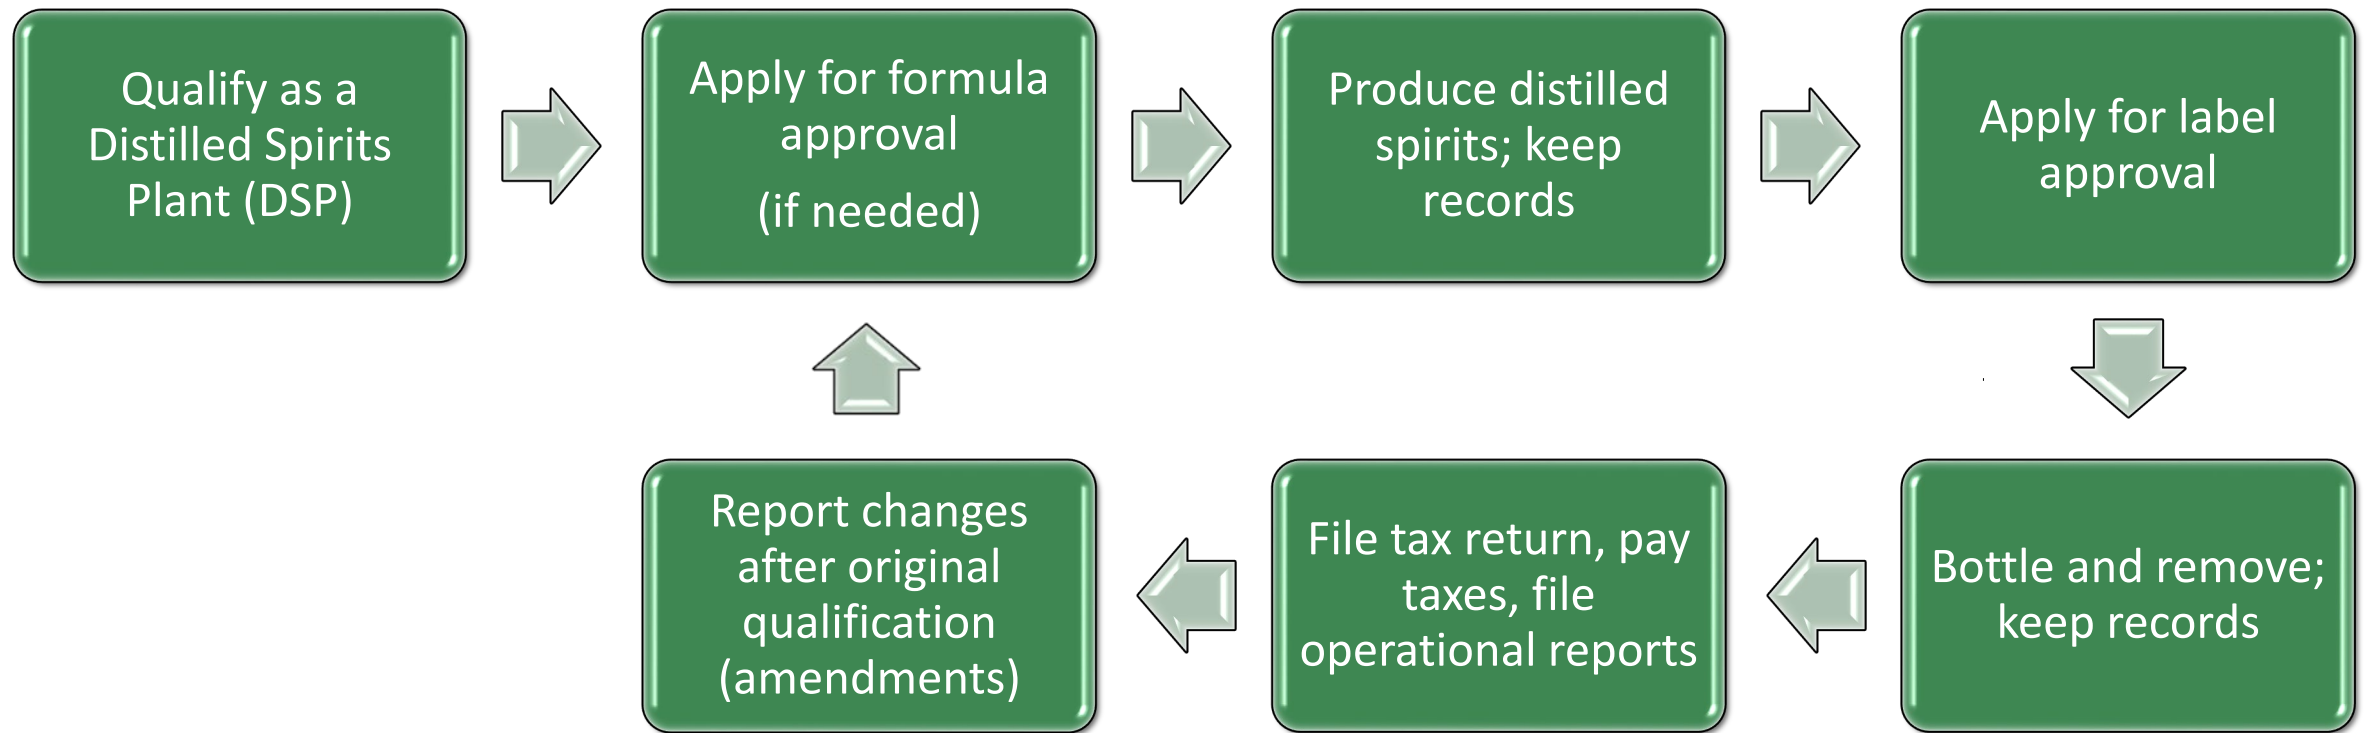 Qualify as a
Distilled Spirits
Plant (DSP)
Apply for formula
approval
(if needed)
Produce distilled
spirits; keep
records
Apply for label
approval
Bottle and remove;
keep records
File tax return, pay
taxes, file
operational reports
Report changes
after original
qualification
(amendments)